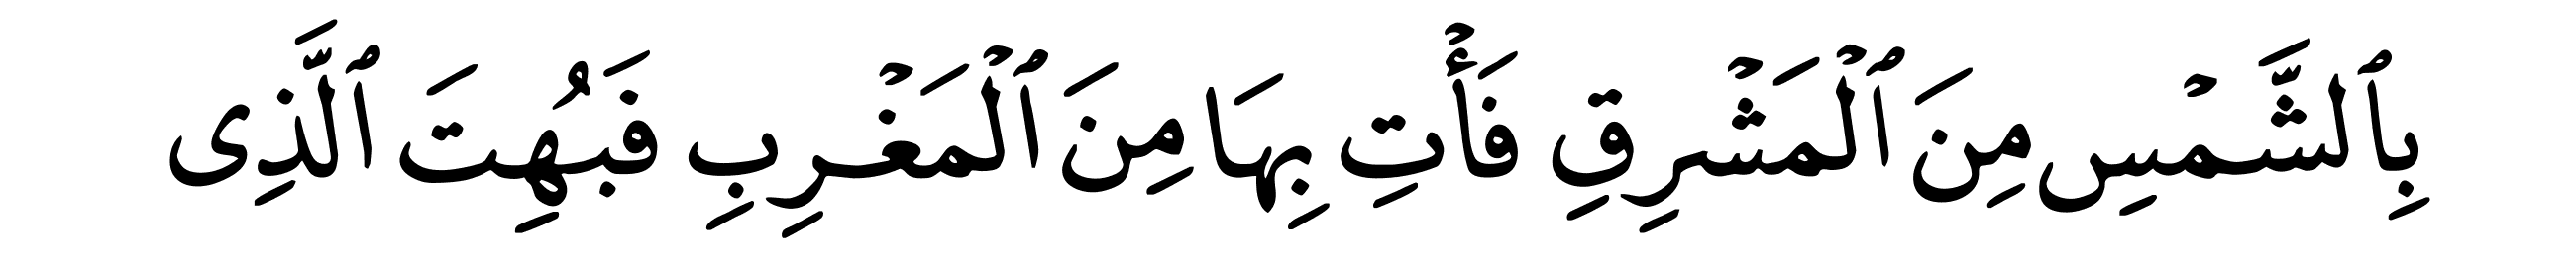 بِٱلشَّمۡسِ مِنَ ٱلۡمَشۡرِقِ فَأۡتِ بِهَا مِنَ ٱلۡمَغۡرِبِ فَبُهِتَ ٱلَّذِى